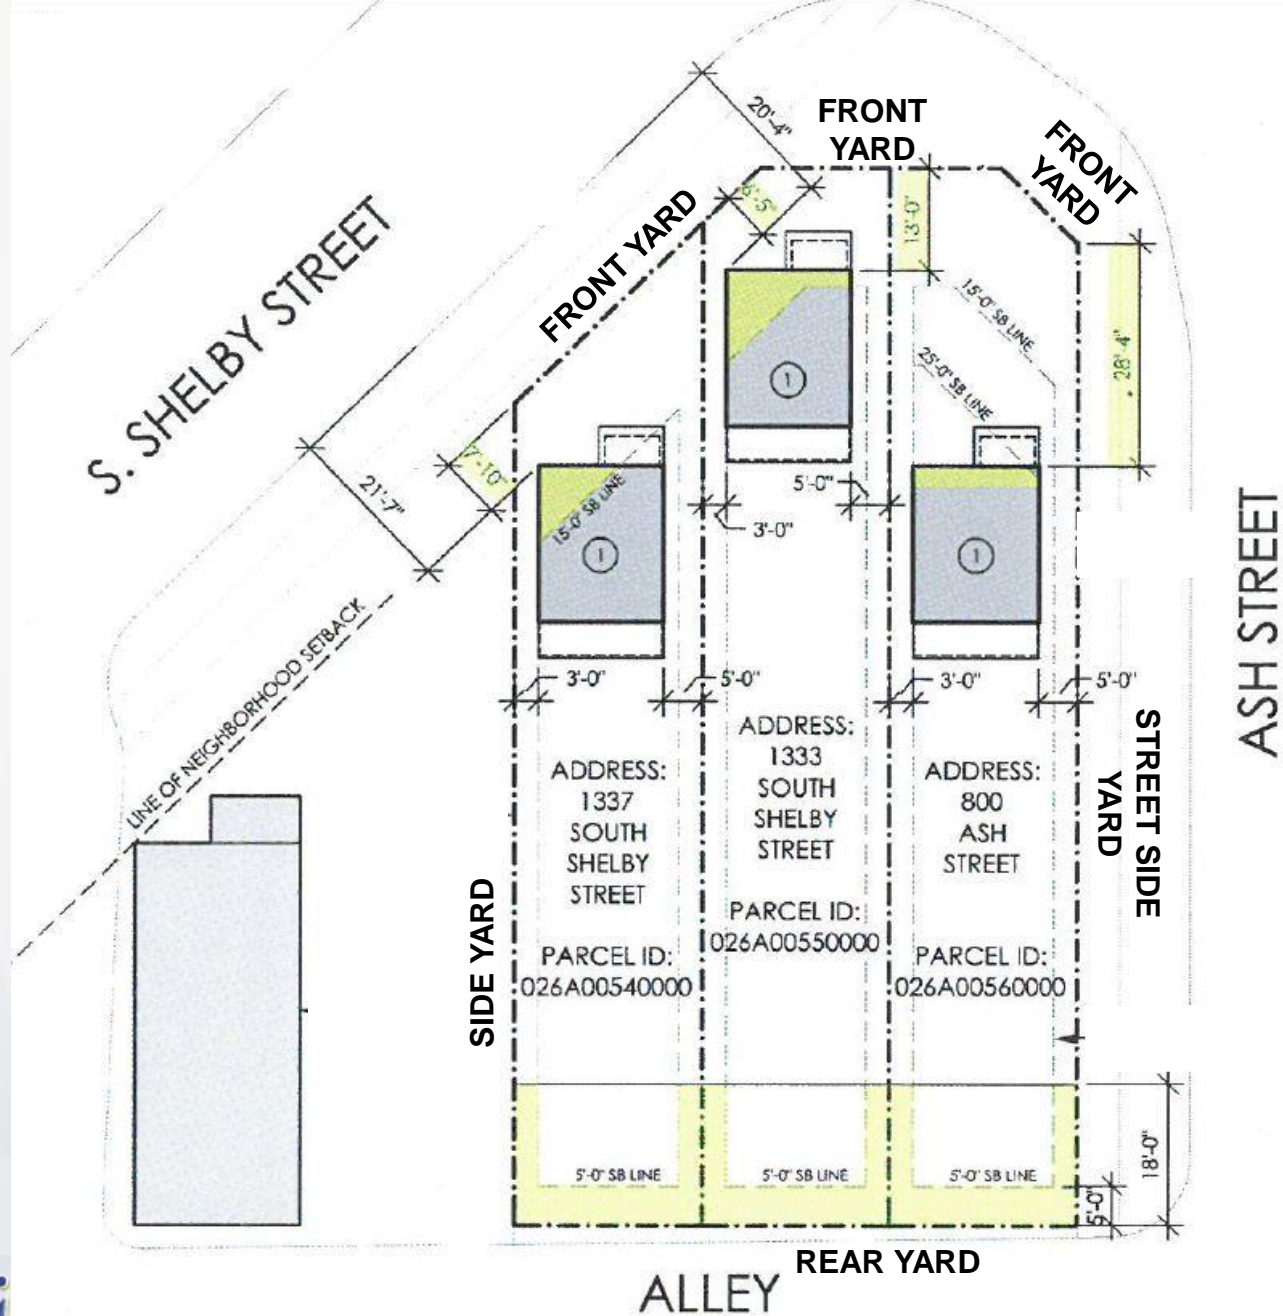 20'-4"
FRONT
YARD
FRONT
YARD
6'-5"
13'-0"
FRONT YARD
S. SHELBY STREET
15'-0" SB LINE
25'-0" SB LINE
28'-4"
1
7'-10"
21'-7"
15'-0" SB LINE
1
5'-0"
3'-0"
1
ASH STREET
LINE OF NEIGHBORHOOD SETBACK
3'-0"
5'-0"
3'-0"
5'-0"
ADDRESS:
1337
SOUTH
SHELBY
STREET
PARCEL ID:
026A00540000
ADDRESS:
1333
SOUTH
SHELBY
STREET
PARCEL ID:
026A00550000
ADDRESS:
800
ASH
STREET
PARCEL ID:
026A00560000
STREET SIDE
YARD
SIDE YARD
5'-0" SB LINE
5'-0" SB LINE
5'-0" SB LINE
18'-0"
5'-0"
REAR YARD
ALLEY